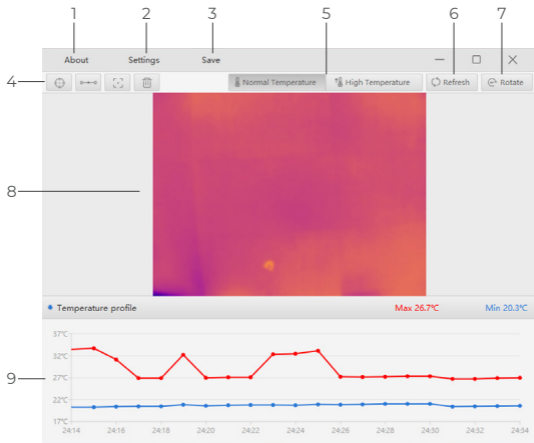 1 2 3 5 6 7
About Settings Save
4 Normal Temperature High Temperature Refresh Rotate
8
Temperature profile Max 26.7°C Min 20.3°C
37°C
32°C
9 27°C
22°C
17°C
24:14 24:16 24:18 24:20 24:22 24:24 24:26 24:28 24:30 24:32 24:34